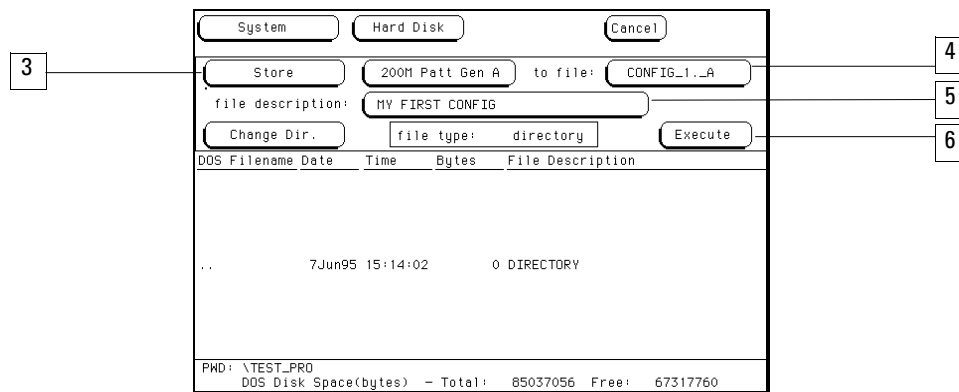 System Hard Disk Cancel
3 Store 200M Patt Gen A to file: CONFIG_1._A 4
file description: MY FIRST CONFIG 5
Change Dir. file type: directory Execute 6
DOS Filename Date Time Bytes File Description
.. 7Jun95 15:14:02 0 DIRECTORY
PWD: \TEST_PRO
DOS Disk Space(bytes) - Total: 85037056 Free: 67317760